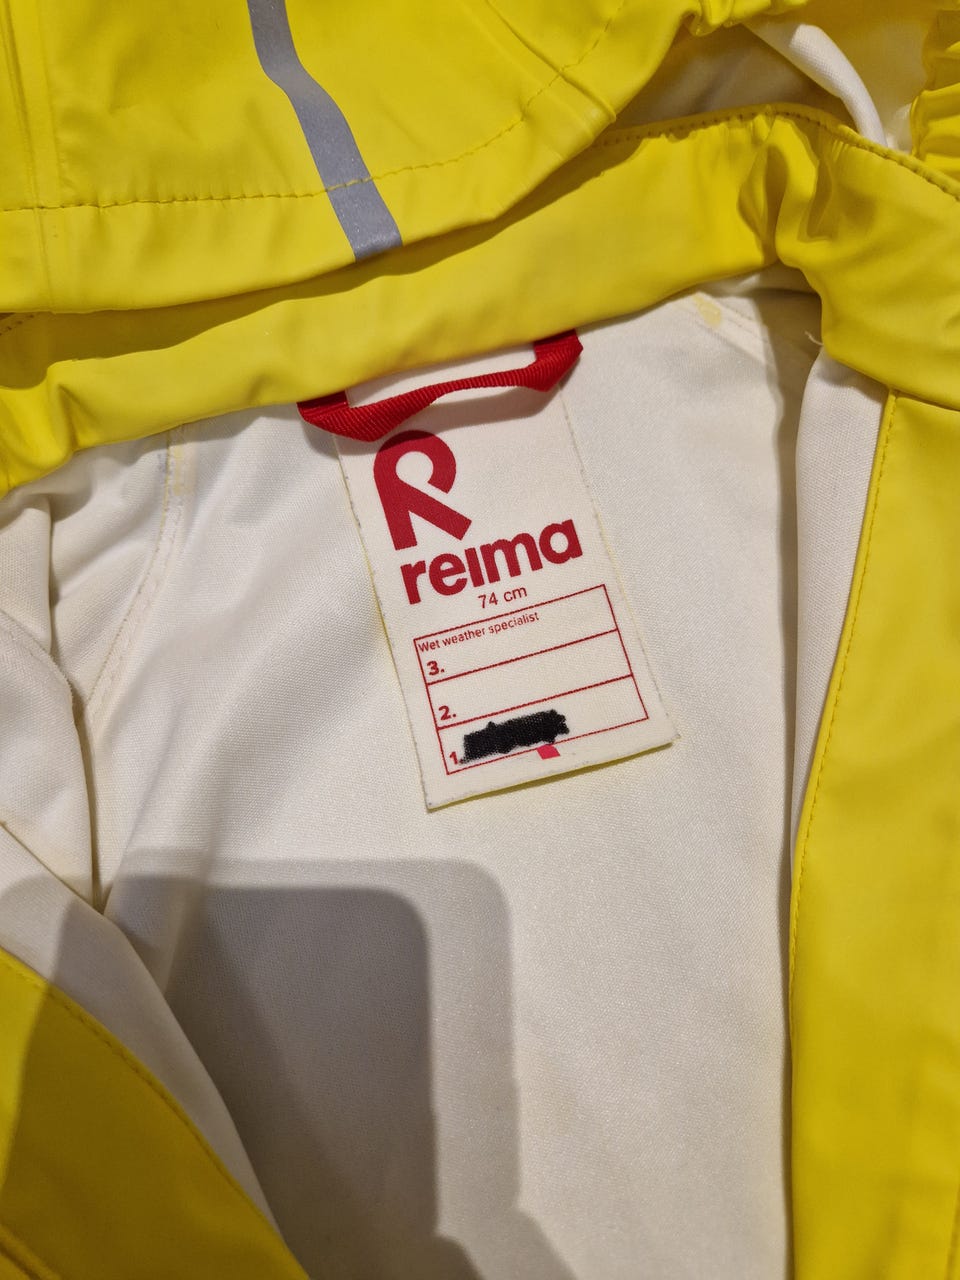 reima
74 cm
Wet weather specialist
3.
2.
1.